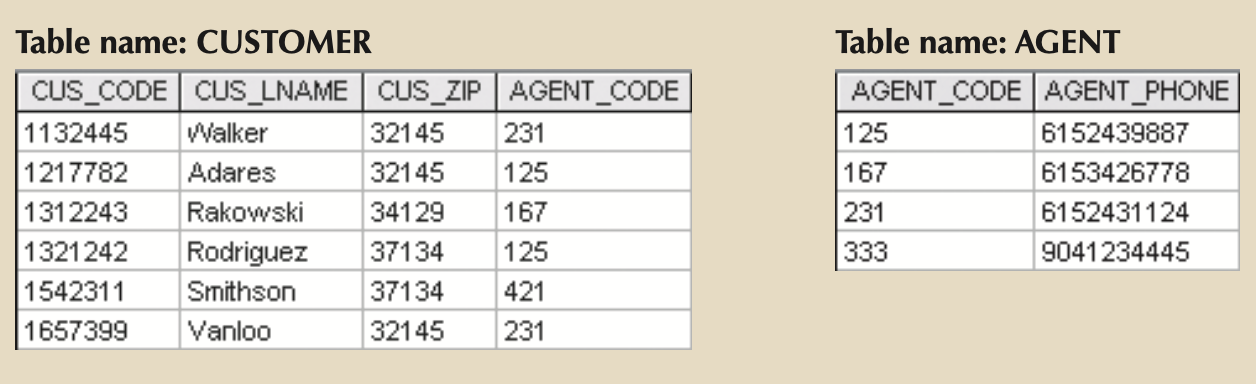 Table name: CUSTOMER
CUS_CODE CUS_LNAME CUS_ZIP AGENT_CODE
1132445 Walker 32145 231
1217782 Adares 32145 125
1312243 Rakowski 34129 167
1321242 Rodriguez 37134 125
1542311 Smithson 37134 421
1657399 Vanloo 32145 231
Table name: AGENT
AGENT_CODE AGENT_PHONE
125 6152439887
167 6153426778
231 6152431124
333 9041234445